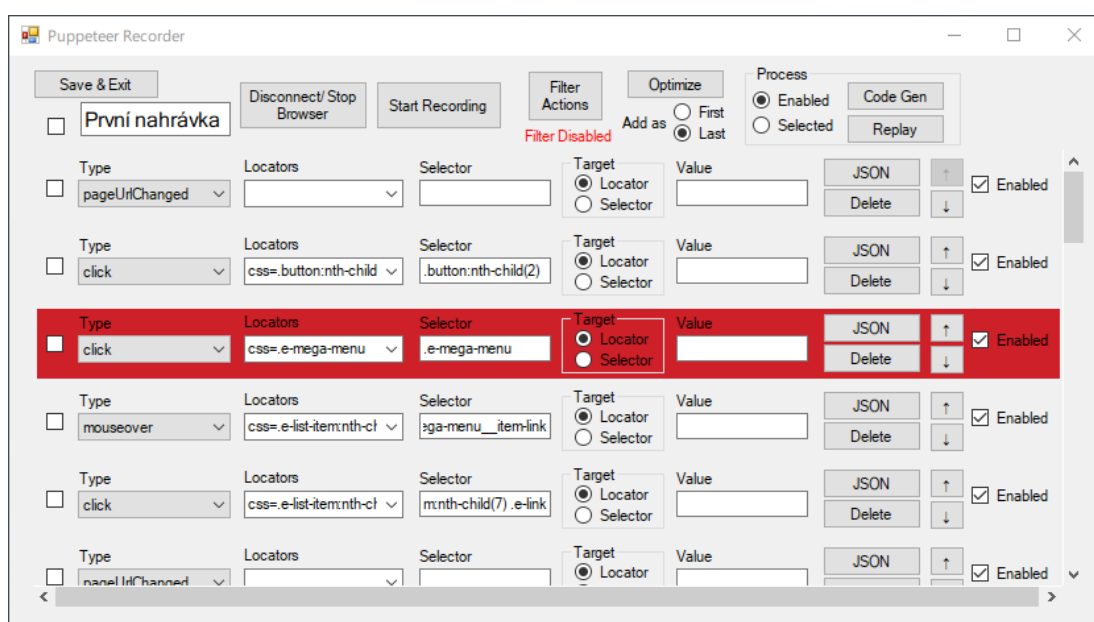 Puppeteer Recorder
Save & Exit
První nahrávka
Disconnect/ Stop
Browser
Start Recording
Filter
Actions
Filter Disabled
Optimize
Add as
First
Last
Process
Enabled
Selected
Code Gen
Replay
Type Locators Selector Target Value
pageUrlChanged Locator Selector JSON Delete ↑ ↓ Enabled
Type Locators Selector Target Value
click css=.button:nth-child .button:nth-child(2) Locator Selector JSON Delete ↑ ↓ Enabled
Type Locators Selector Target Value
click css=.e-mega-menu .e-mega-menu Locator Selector JSON Delete ↑ ↓ Enabled
Type Locators Selector Target Value
mouseover css=.e-list-item:nth-ch ega-menu__item-link Locator Selector JSON Delete ↑ ↓ Enabled
Type Locators Selector Target Value
click css=.e-list-item:nth-ch m:nth-child(7) .e-link Locator Selector JSON Delete ↑ ↓ Enabled
Type Locators Selector Target Value
pageUrlChanged Locator JSON ↑ Enabled